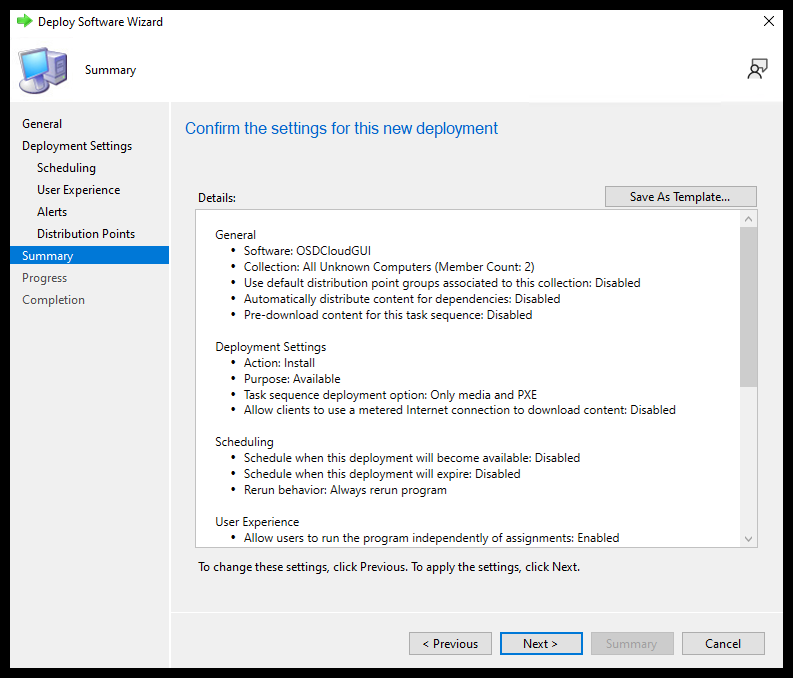 Deploy Software Wizard
Summary
General
Deployment Settings
Scheduling
User Experience
Alerts
Distribution Points
Summary
Progress
Completion
Confirm the settings for this new deployment
Details:
Save As Template...
General
• Software: OSDCloudGUI
• Collection: All Unknown Computers (Member Count: 2)
• Use default distribution point groups associated to this collection: Disabled
• Automatically distribute content for dependencies: Disabled
• Pre-download content for this task sequence: Disabled
Deployment Settings
• Action: Install
• Purpose: Available
• Task sequence deployment option: Only media and PXE
• Allow clients to use a metered Internet connection to download content: Disabled
Scheduling
• Schedule when this deployment will become available: Disabled
• Schedule when this deployment will expire: Disabled
• Rerun behavior: Always rerun program
User Experience
• Allow users to run the program independently of assignments: Enabled
To change these settings, click Previous. To apply the settings, click Next.
< Previous
Next >
Summary
Cancel